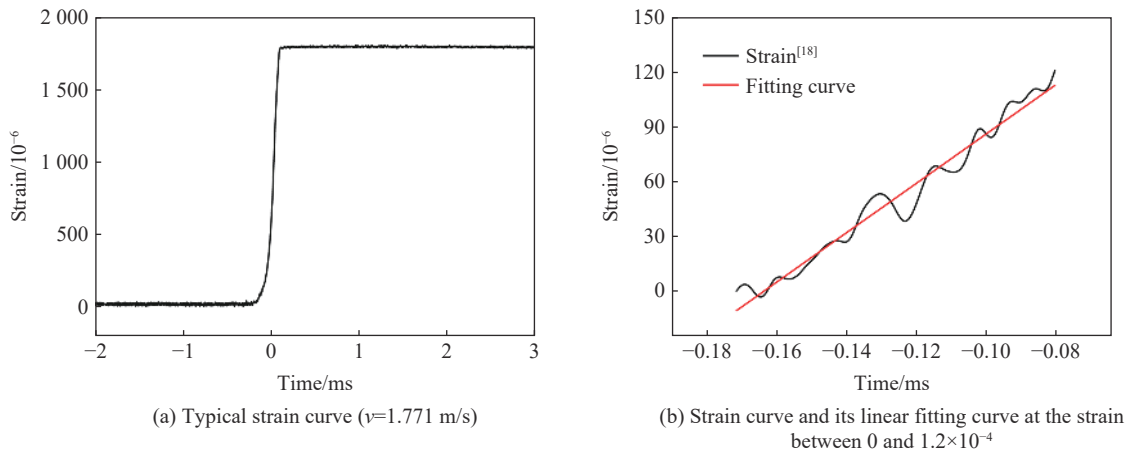 2 000
1 500
1 000
500
0
−2
−1
0
1
2
3
Strain/10⁻⁶
Time/ms
(a) Typical strain curve (v=1.771 m/s)
150
120
90
60
30
0
−0.18
−0.16
−0.14
−0.12
−0.10
−0.08
Strain/10⁻⁶
Time/ms
Strain[18]
Fitting curve
(b) Strain curve and its linear fitting curve at the strain
between 0 and 1.2×10⁻⁴